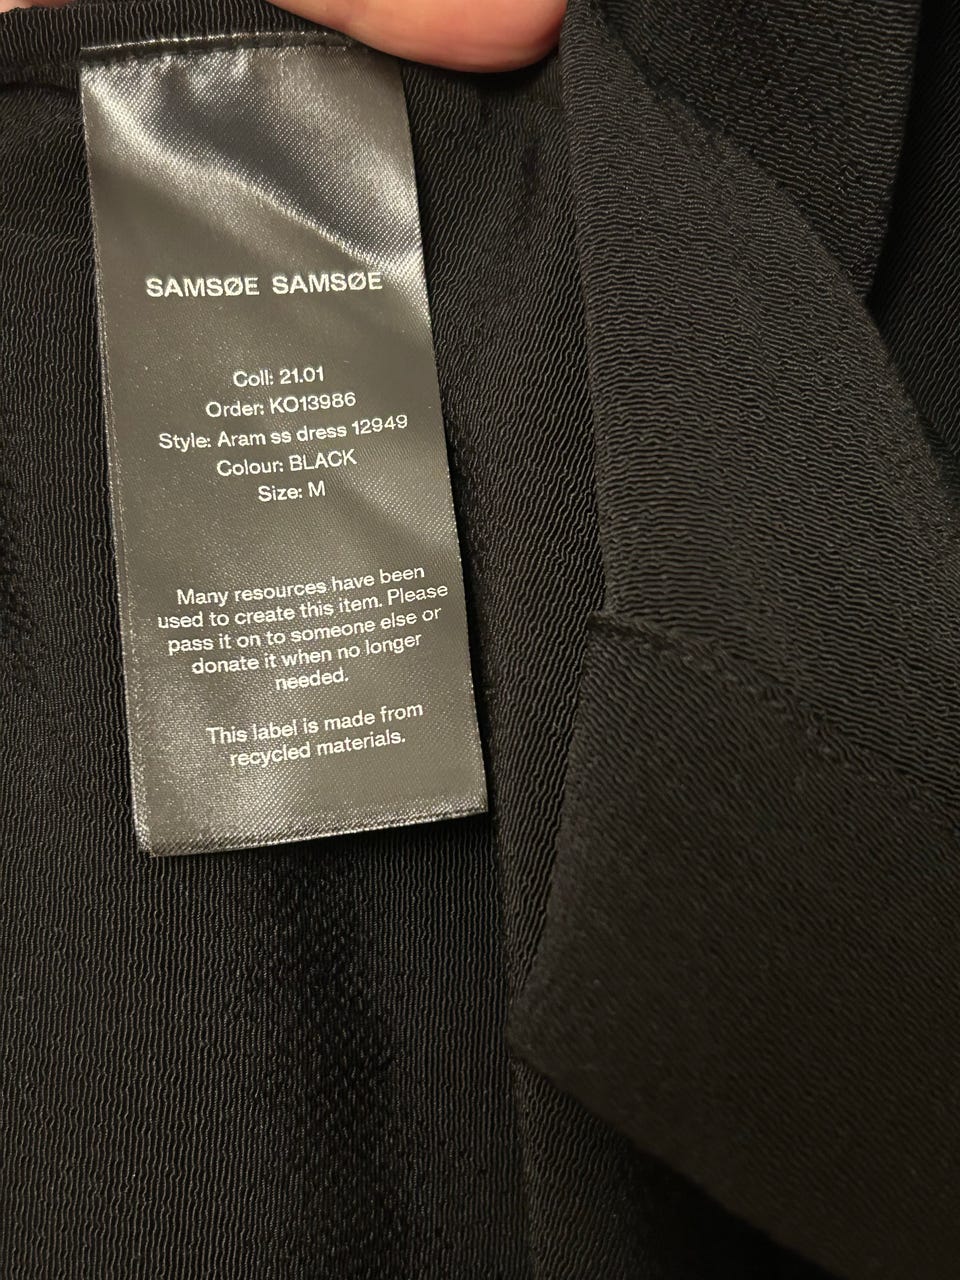 SAMSØE SAMSØE
Coll: 21.01
Order: KO13986
Style: Aram ss dress 12949
Colour: BLACK
Size: M
Many resources have been
used to create this item. Please
pass it on to someone else or
donate it when no longer
needed.
This label is made from
recycled materials.